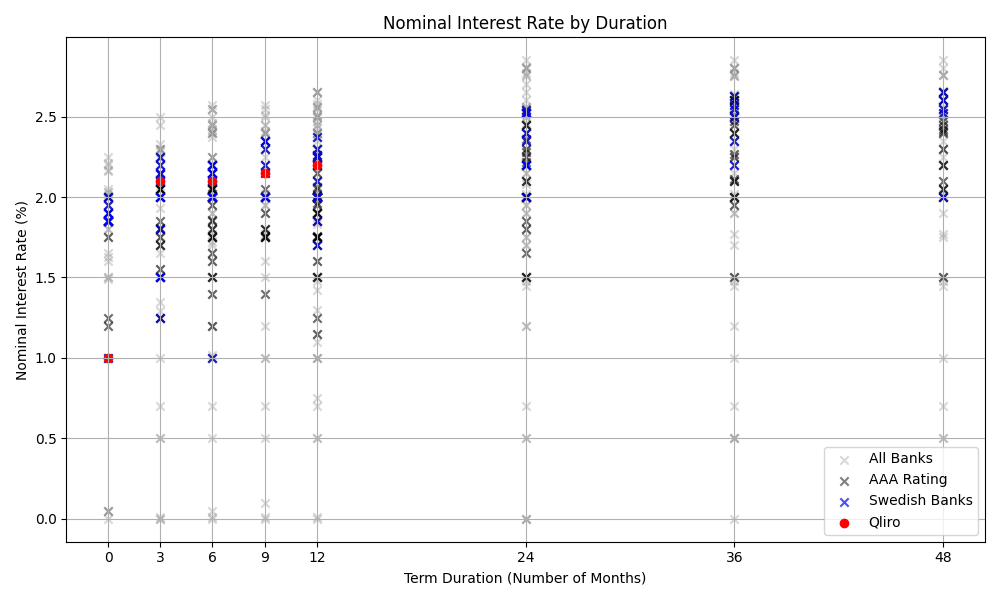 Nominal Interest Rate by Duration
Nominal Interest Rate (%)
2.5
2.0
1.5
1.0
0.5
0.0
0 3 6 9 12 24 36 48
Term Duration (Number of Months)
All Banks
AAA Rating
Swedish Banks
Qliro